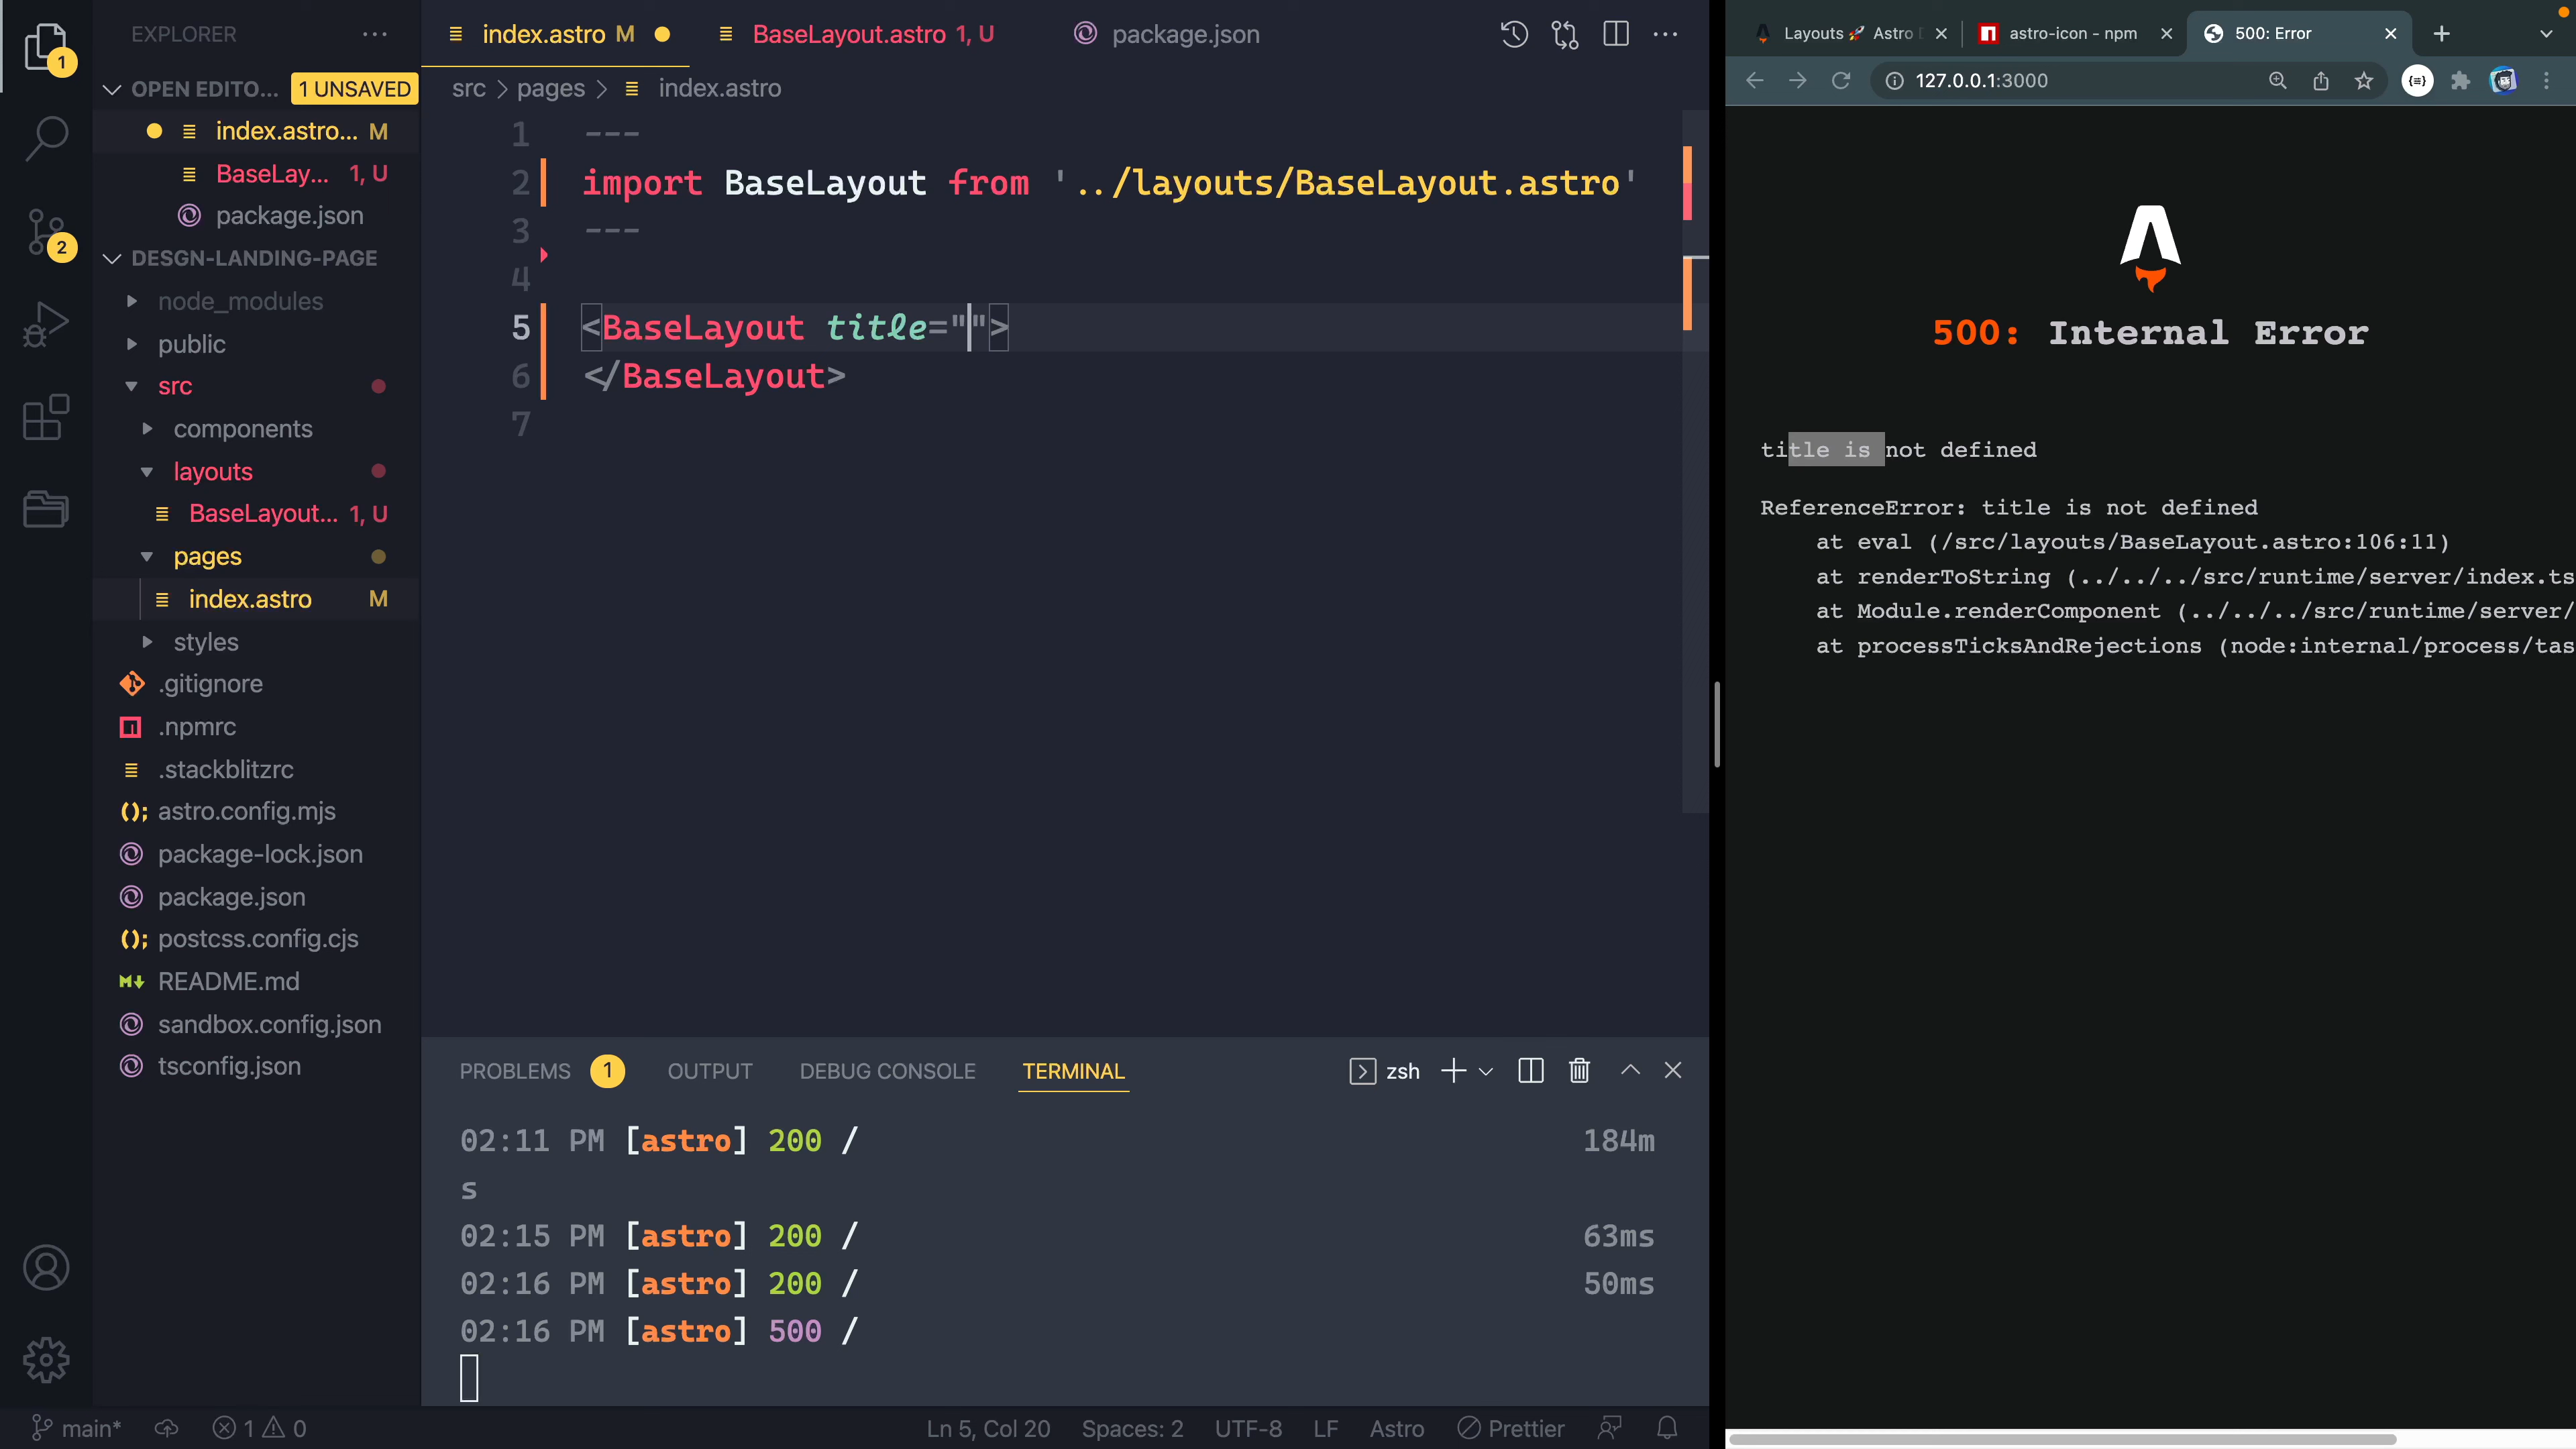 EXPLORER
OPEN EDITO... 1 UNSAVED
index.astro... M
BaseLay... 1, U
package.json
DESGN-LANDING-PAGE
node_modules
public
src
components
layouts
BaseLayout... 1, U
pages
index.astro M
styles
.gitignore
.npmrc
.stackblitzrc
astro.config.mjs
package-lock.json
package.json
postcss.config.cjs
README.md
sandbox.config.json
tsconfig.json
1
2
index.astro M
BaseLayout.astro 1, U
package.json
src > pages > index.astro
1 ---
2 import BaseLayout from '../layouts/BaseLayout.astro'
3 ---
4
5 <BaseLayout title="">
6 </BaseLayout>
7
PROBLEMS 1 OUTPUT DEBUG CONSOLE TERMINAL zsh
02:11 PM [astro] 200 / 184m
s
02:15 PM [astro] 200 / 63ms
02:16 PM [astro] 200 / 50ms
02:16 PM [astro] 500 /
main* 1 0 Ln 5, Col 20 Spaces: 2 UTF-8 LF Astro Prettier
Layouts 🚀 Astro
astro-icon - npm
500: Error
127.0.0.1:3000
500: Internal Error
title is not defined
ReferenceError: title is not defined
at eval (/src/layouts/BaseLayout.astro:106:11)
at renderToString (../../../src/runtime/server/index.ts
at Module.renderComponent (../../../src/runtime/server/
at processTicksAndRejections (node:internal/process/tas